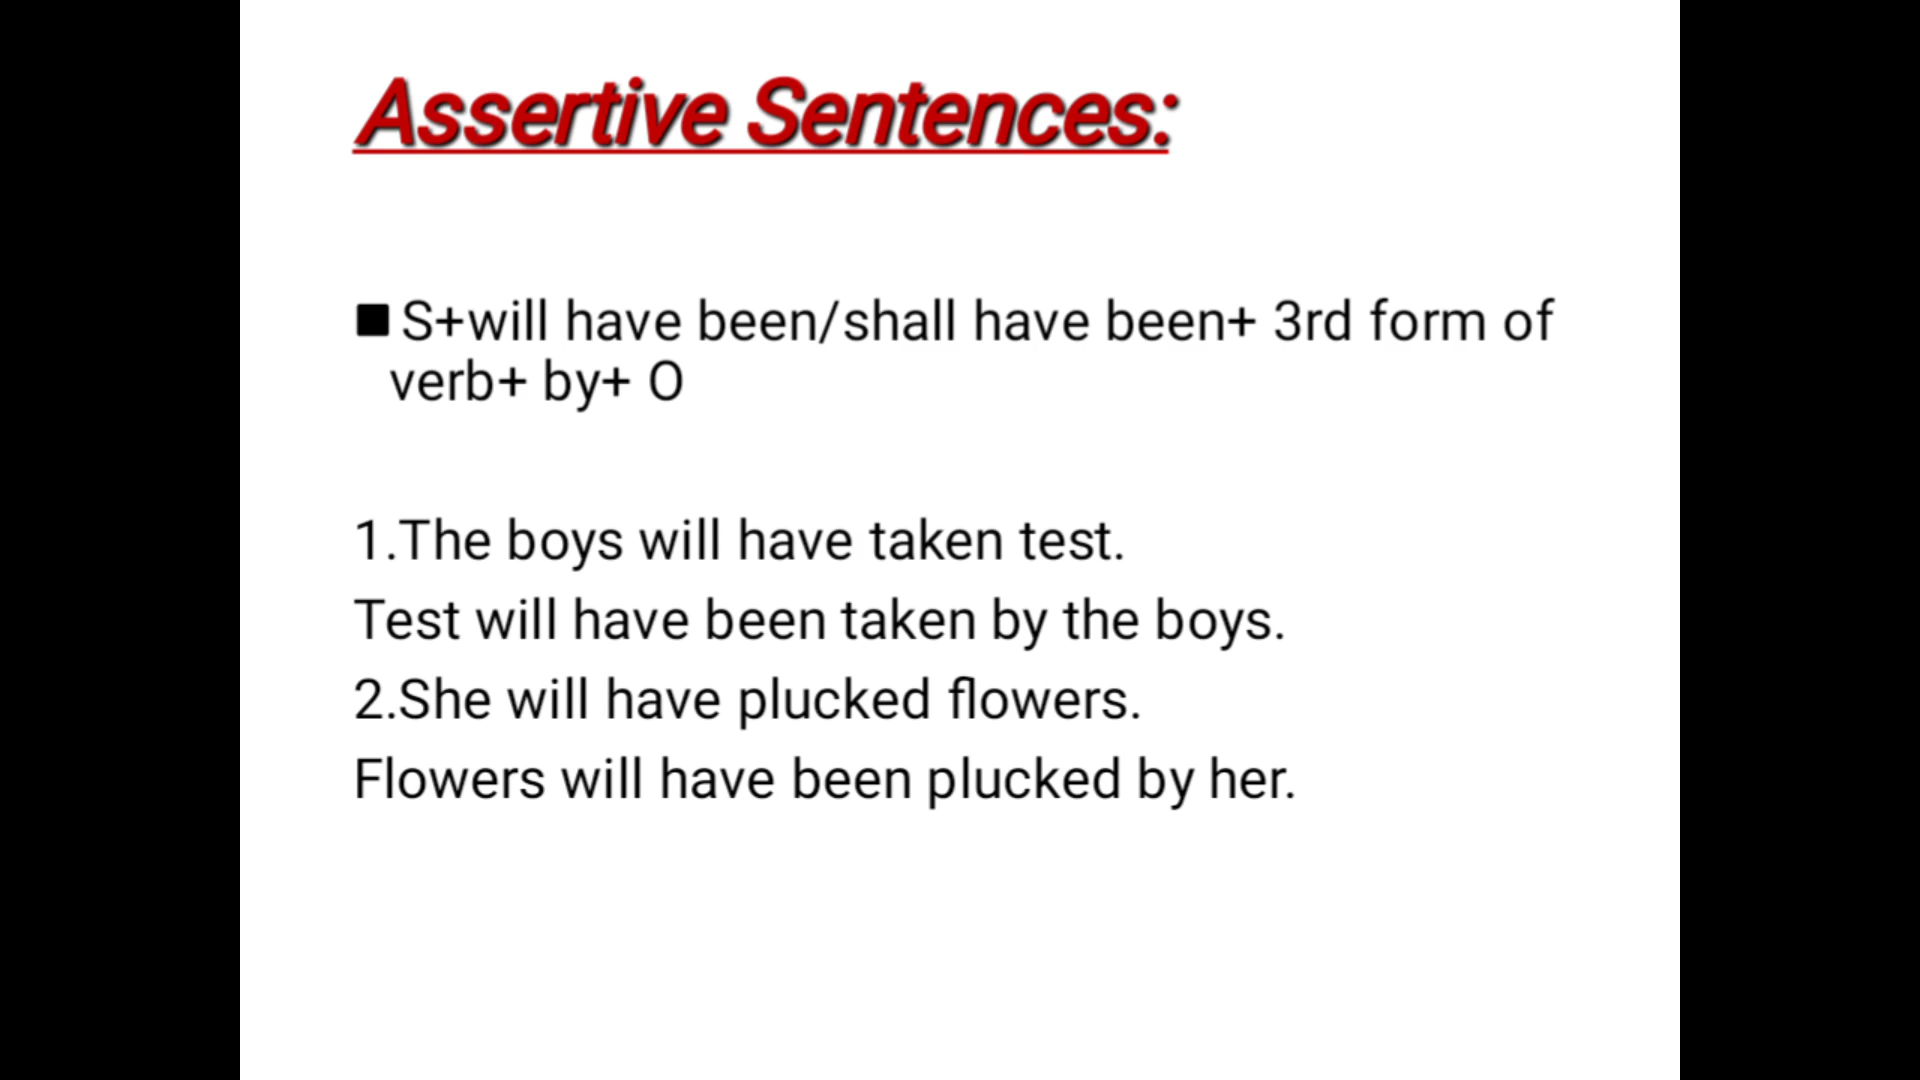 Assertive Sentences:
■ S+will have been/shall have been+ 3rd form of
verb+ by+ O
1.The boys will have taken test.
Test will have been taken by the boys.
2.She will have plucked flowers.
Flowers will have been plucked by her.